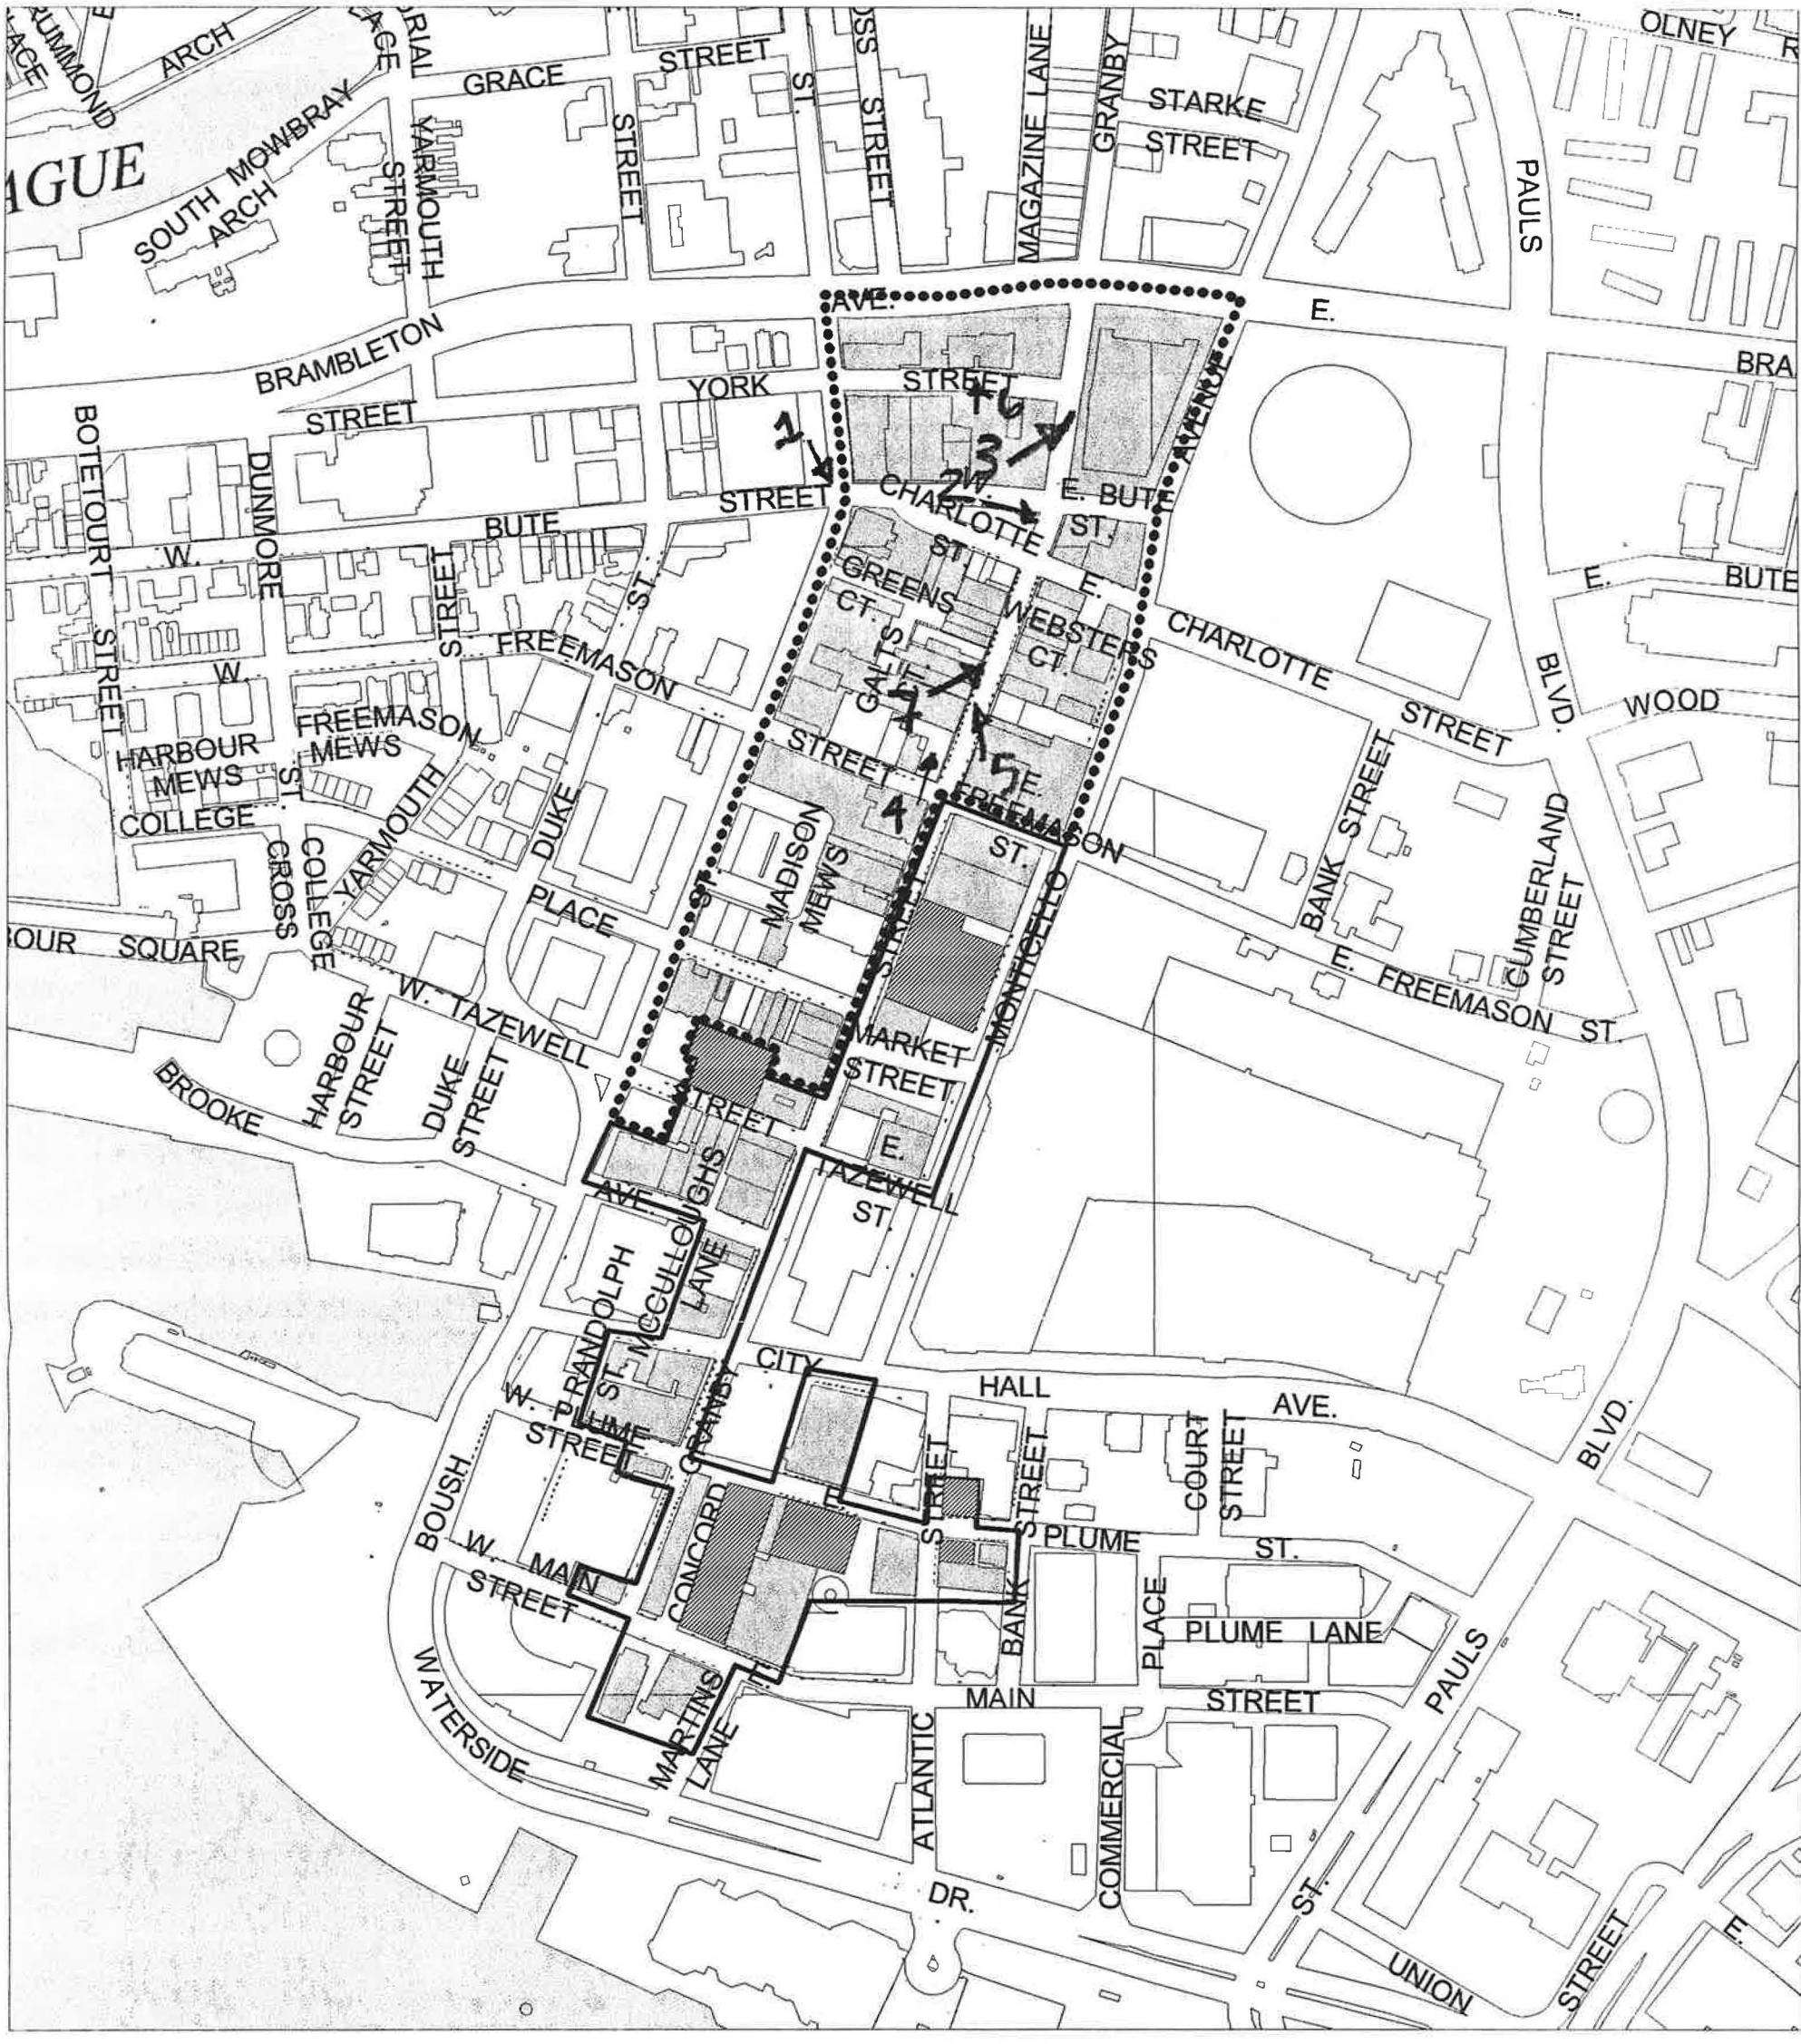 ARCH
GRACE
STREET
ST.
STREET
MAGAZINE LANE
GRANBY
STARKE
STREET
OLNEY
DRUMMOND
SOUTH MOWBRAY
ARCH
YARMOUTH
STREET
STREET
PAULS
AGUE
AVE.
E.
BRA
BRAMBLETON
YORK
STREET
STREET
AVENUE
6
1
3
2
BOTETOURT STREET
DUNMORE
STREET
BUTE
STREET
W.
W.
CHARLOTTE
ST.
E. BUTE
ST.
E.
E.
BUTE
GREENS
CT.
WEBSTERS
CT.
GALTS
CT.
7
5
4
ST.
FREEMASON
W.
STREET
CHARLOTTE
STREET
BLVD.
WOOD
FREEMASON
MEWS
HARBOUR
MEWS
ST.
COLLEGE
YARMOUTH
DUKE
STREET
E.
FREEMASON
ST.
BANK STREET
CUMBERLAND
STREET
CROSS
COLLEGE
PLACE
ST.
MADISON
MEWS
STREET
MONTICELLO
E. FREEMASON ST.
BOUR SQUARE
W. TAZEWELL
HARBOUR
STREET
DUKE
STREET
BROOKE
MARKET
STREET
STREET
E.
TAZEWELL
ST.
AVE.
RANDOLPH
ST.
MCCULLOUGHS
LANE
CITY
HALL
AVE.
GRANBY
W. PLUME
STREET
E.
STREET
STREET
COURT
STREET
BLVD.
BOUSH
W. MAIN
STREET
CONCORD
BANK
PLUME
ST.
PLACE
PLUME LANE
PAULS
MAIN
STREET
WATERSIDE
MARTINS
LANE
ATLANTIC
COMMERCIAL
ST.
DR.
UNION
STREET
E.